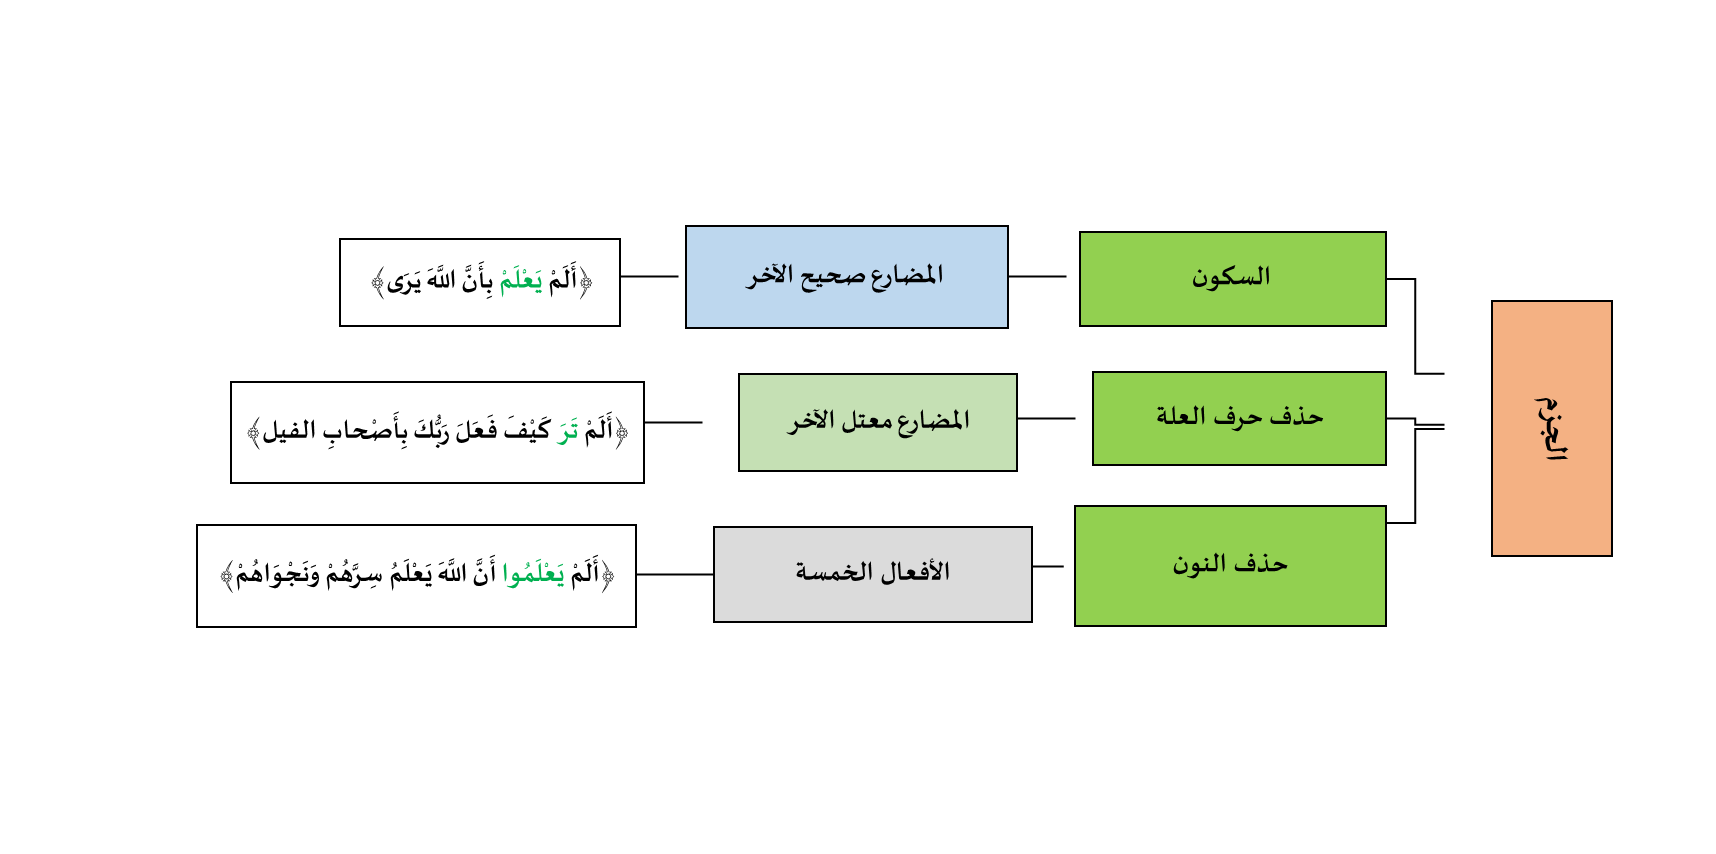 الجزم
السكون
المضارع صحيح الآخر
﴿أَلَمْ يَعْلَمْ بِأَنَّ اللَّهَ يَرَى﴾
حذف حرف العلة
المضارع معتل الآخر
﴿أَلَمْ تَرَ كَيْفَ فَعَلَ رَبُّكَ بِأَصْحابِ الفيل﴾
حذف النون
الأفعال الخمسة
﴿أَلَمْ يَعْلَمُوا أَنَّ اللَّهَ يَعْلَمُ سِرَّهُمْ وَنَجْوَاهُمْ﴾